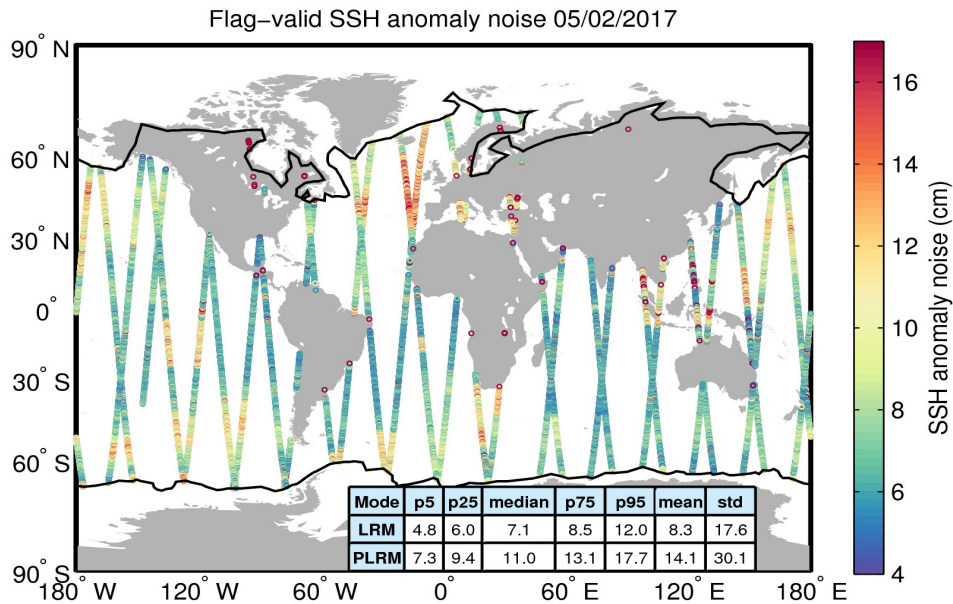 Flag−valid SSH anomaly noise 05/02/2017
90° N
60° N
30° N
0°
30° S
60° S
90° S
180° W
120° W
60° W
0°
60° E
120° E
180° E
Mode p5 p25 median p75 p95 mean std
LRM 4.8 6.0 7.1 8.5 12.0 8.3 17.6
PLRM 7.3 9.4 11.0 13.1 17.7 14.1 30.1
16
14
12
10
8
6
4
SSH anomaly noise (cm)